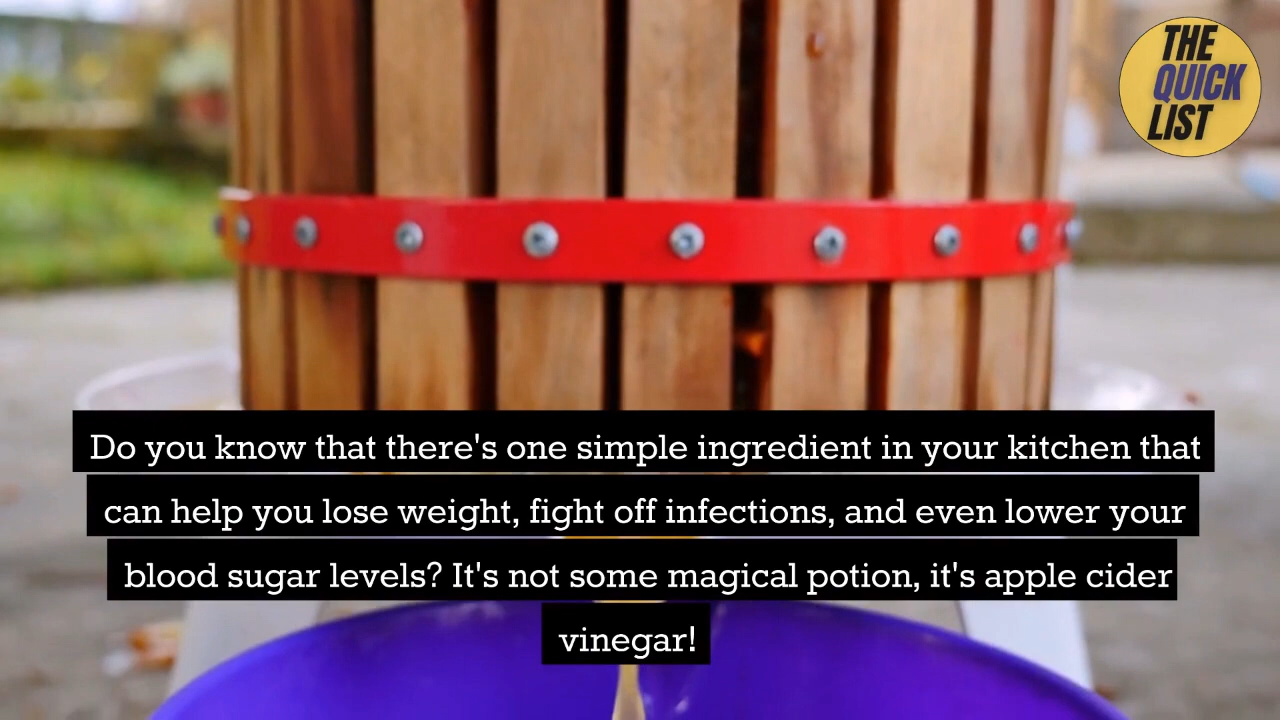 THE
QUICK
LIST
Do you know that there's one simple ingredient in your kitchen that
can help you lose weight, fight off infections, and even lower your
blood sugar levels? It's not some magical potion, it's apple cider
vinegar!